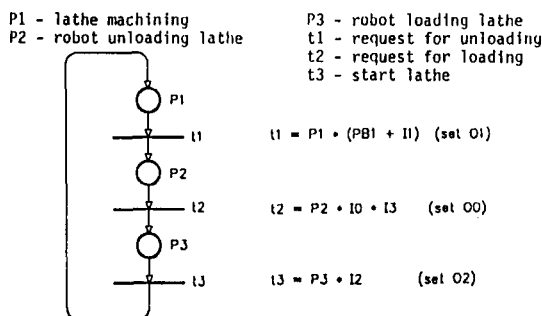 P1 - lathe machining
P2 - robot unloading lathe
P3 - robot loading lathe
t1 - request for unloading
t2 - request for loading
t3 - start lathe
P1
t1
t1 = P1 • (PB1 + I1) (set O1)
P2
t2
t2 = P2 • I0 • I3 (set O0)
P3
t3
t3 = P3 • I2 (set O2)